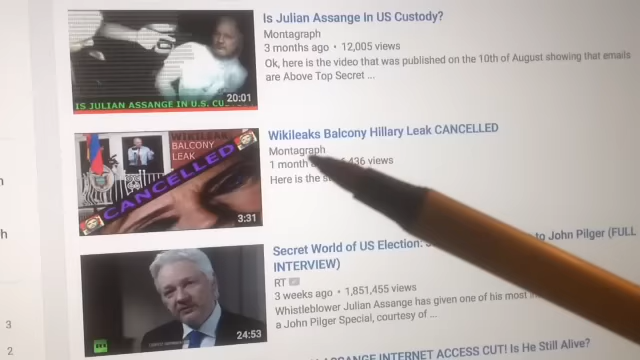 Is Julian Assange In US Custody?
Montagraph
3 months ago • 12,005 views
Ok, here is the video that was published on the 10th of August showing that emails
are Above Top Secret ...
IS JULIAN ASSANGE IN U.S. CU
20:01
Wikileaks Balcony Hillary Leak CANCELLED
Montagraph
1 month 6,436 views
Here is the
WIKILEAK
BALCONY
LEAK
CANCELLED
3:31
Secret World of US Election: to John Pilger (FULL
INTERVIEW)
RT
3 weeks ago • 1,851,455 views
Whistleblower Julian Assange has given one of his most in
a John Pilger Special, courtesy of ...
RT
24:53
ASSANGE INTERNET ACCESS CUT! Is He Still Alive?
h
3
2